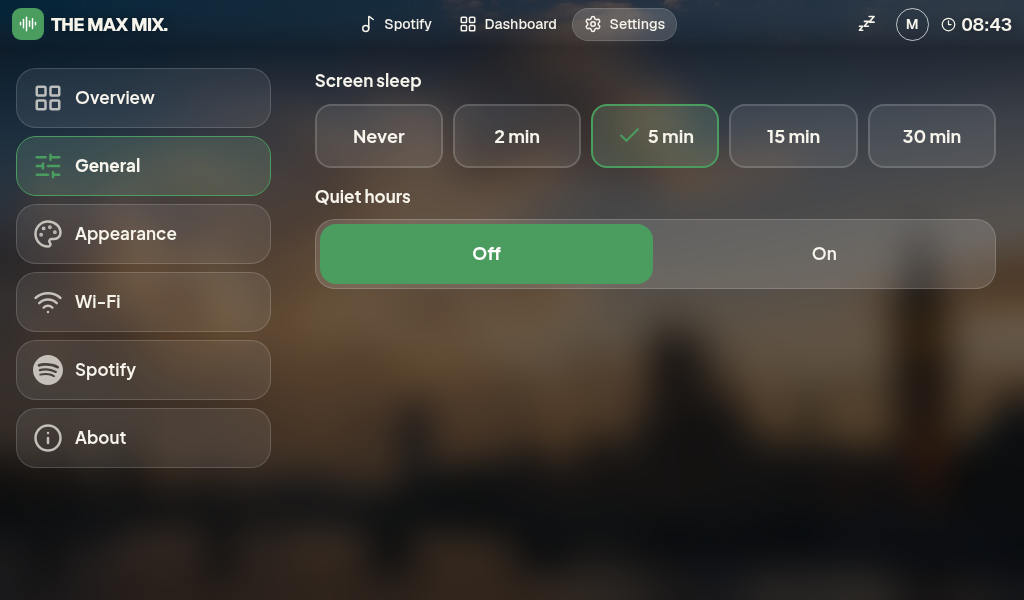 THE MAX MIX.
Spotify
Dashboard
Settings
zzZ
M
08:43
Overview
General
Appearance
Wi-Fi
Spotify
About
Screen sleep
Never
2 min
5 min
15 min
30 min
Quiet hours
Off
On